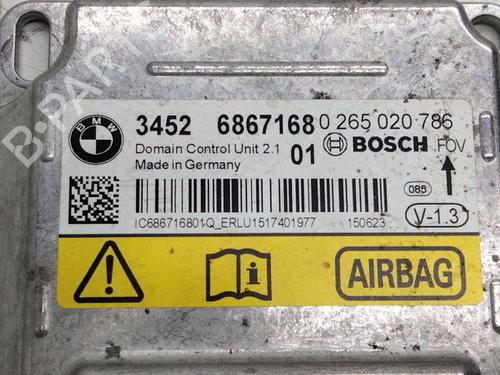 B-PARTS
BMW
3452 6867168 0 265 020 786
Domain Control Unit 2.1 01 BOSCH FOV
Made in Germany
085
V-1.3
IC686716801Q_ERLU1517401977 150623
AIRBAG